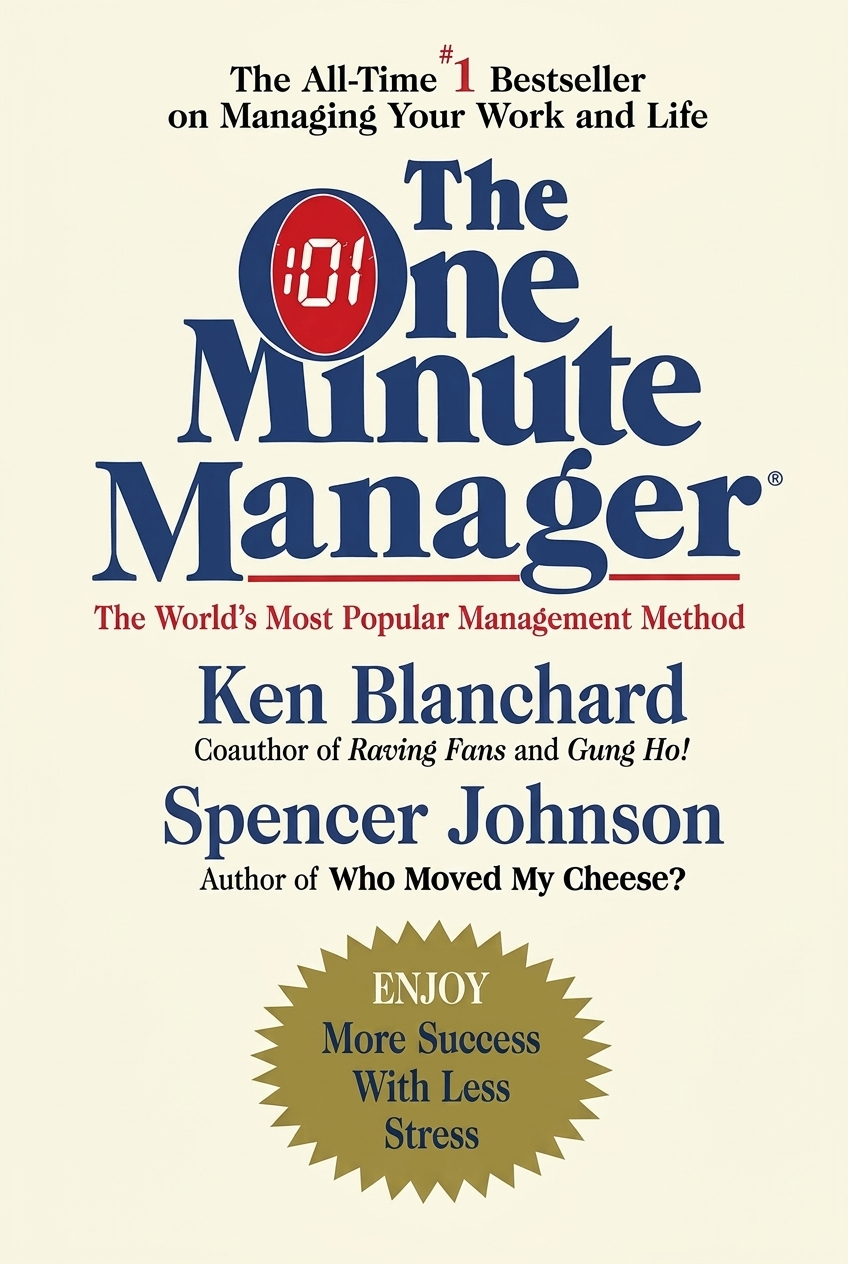 The All-Time #1 Bestseller
on Managing Your Work and Life
The
One
:01
Minute
Manager®
The World's Most Popular Management Method
Ken Blanchard
Coauthor of Raving Fans and Gung Ho!
Spencer Johnson
Author of Who Moved My Cheese?
ENJOY
More Success
With Less
Stress